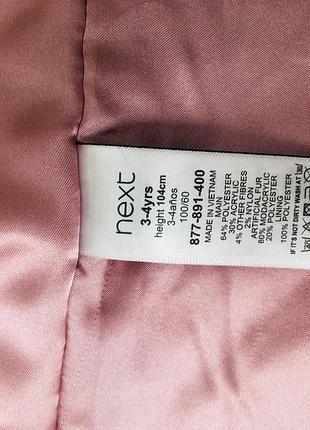 next
3-4yrs
height 104cm
3-4años
100/60
877-891-400
MADE IN VIETNAM
MAIN
64% POLYESTER
30% ACRYLIC
4% OTHER FIBRES
2% NYLON
ARTIFICIAL FUR
80% MODACRYLIC
20% POLYESTER
LINING
100% POLYESTER
IF IT'S NOT DIRTY WASH AT